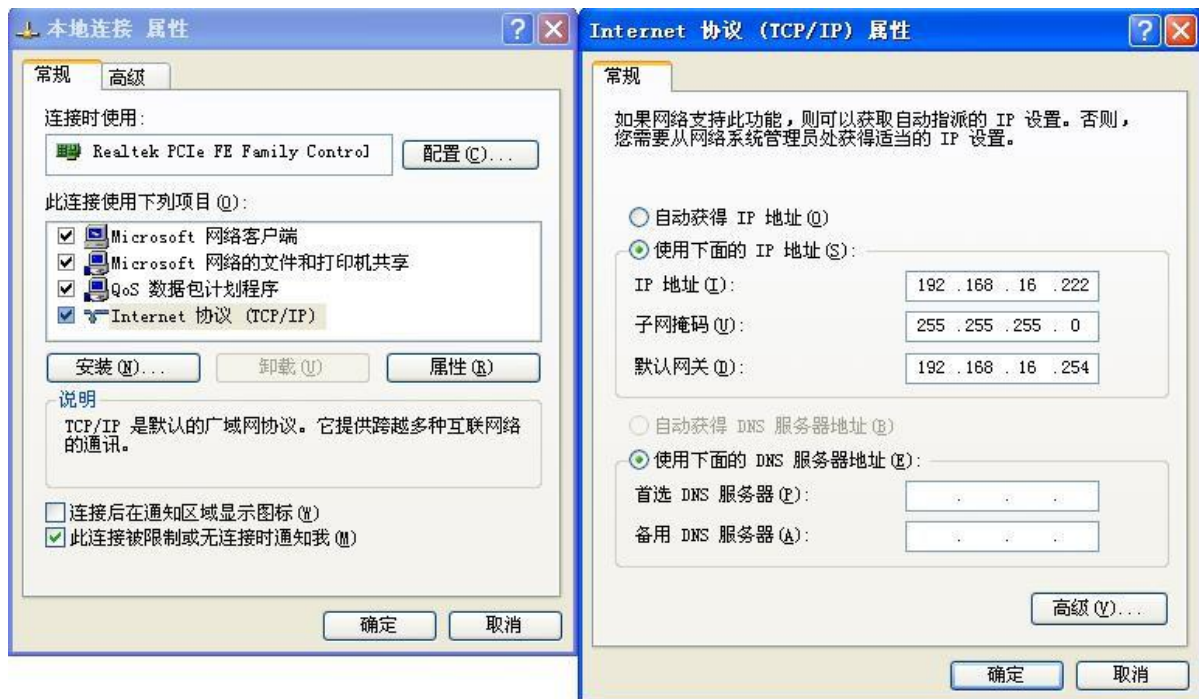 本地连接 属性
常规
高级
连接时使用:
Realtek PCIe FE Family Control
配置(C)...
此连接使用下列项目(O):
Microsoft 网络客户端
Microsoft 网络的文件和打印机共享
QoS 数据包计划程序
Internet 协议 (TCP/IP)
安装(N)...
卸载(U)
属性(R)
说明
TCP/IP 是默认的广域网协议。它提供跨越多种互联网络
的通讯。
连接后在通知区域显示图标(W)
此连接被限制或无连接时通知我(M)
确定
取消
Internet 协议 (TCP/IP) 属性
常规
如果网络支持此功能,则可以获取自动指派的 IP 设置。否则,
您需要从网络系统管理员处获得适当的 IP 设置。
自动获得 IP 地址(O)
使用下面的 IP 地址(S):
IP 地址(I):
192 .168 .16 .222
子网掩码(U):
255 .255 .255 . 0
默认网关(D):
192 .168 .16 .254
自动获得 DNS 服务器地址(B)
使用下面的 DNS 服务器地址(E):
首选 DNS 服务器(P):
备用 DNS 服务器(A):
高级(V)...
确定
取消